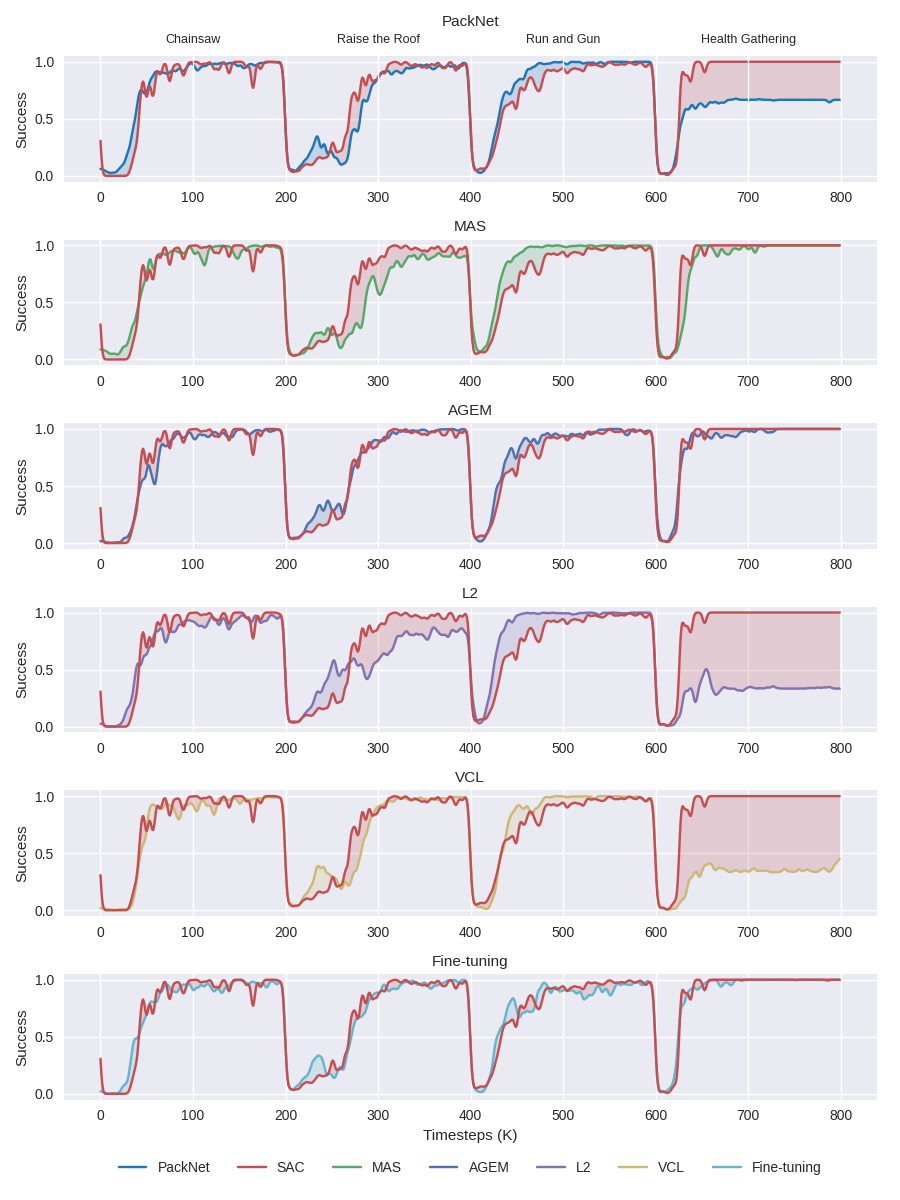 PackNet
Chainsaw Raise the Roof Run and Gun Health Gathering
1.0
0.5
0.0
Success
0 100 200 300 400 500 600 700 800
MAS
1.0
0.5
0.0
Success
0 100 200 300 400 500 600 700 800
AGEM
1.0
0.5
0.0
Success
0 100 200 300 400 500 600 700 800
L2
1.0
0.5
0.0
Success
0 100 200 300 400 500 600 700 800
VCL
1.0
0.5
0.0
Success
0 100 200 300 400 500 600 700 800
Fine-tuning
1.0
0.5
0.0
Success
0 100 200 300 400 500 600 700 800
Timesteps (K)
PackNet SAC MAS AGEM L2 VCL Fine-tuning